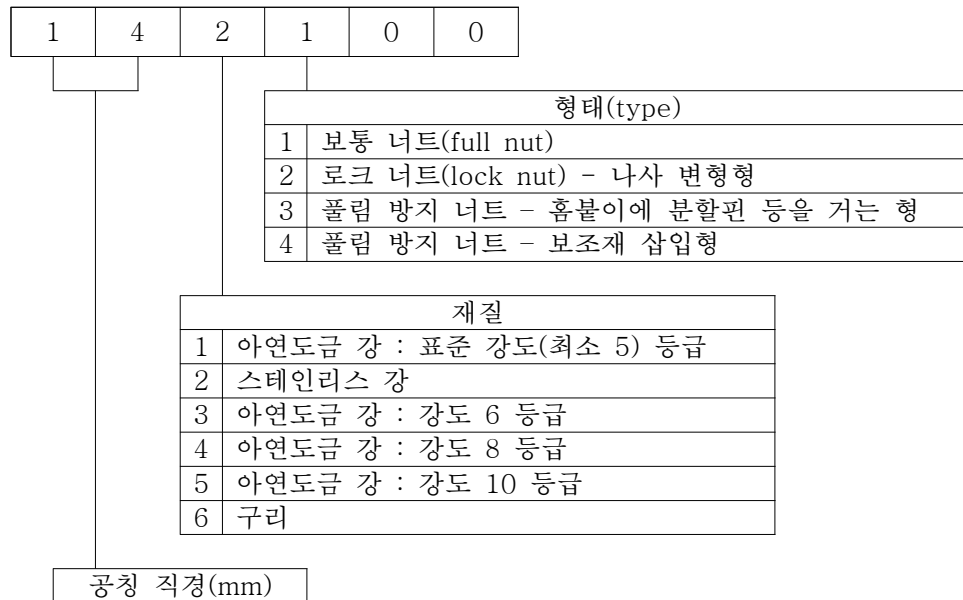 1 4 2 1 0 0
형태(type)
1 보통 너트(full nut)
2 로크 너트(lock nut) - 나사 변형형
3 풀림 방지 너트 - 홈붙이에 분할핀 등을 거는 형
4 풀림 방지 너트 - 보조재 삽입형
재질
1 아연도금 강 : 표준 강도(최소 5) 등급
2 스테인리스 강
3 아연도금 강 : 강도 6 등급
4 아연도금 강 : 강도 8 등급
5 아연도금 강 : 강도 10 등급
6 구리
공칭 직경(mm)